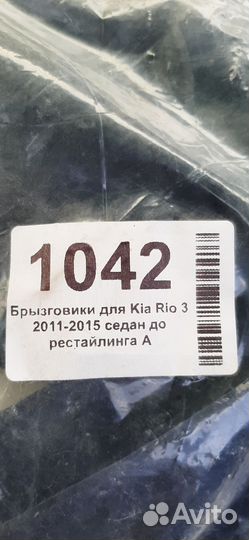 1042
Брызговики для Kia Rio 3
2011-2015 седан до
рестайлинга А
Avito